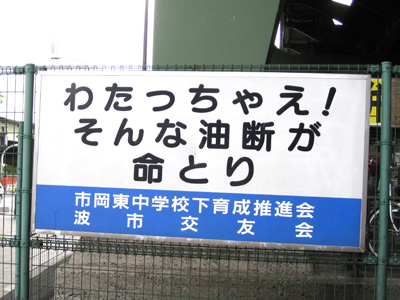 わたっちゃえ!
そんな油断が
命とり
市岡東中学校下育成推進会
波市交友会